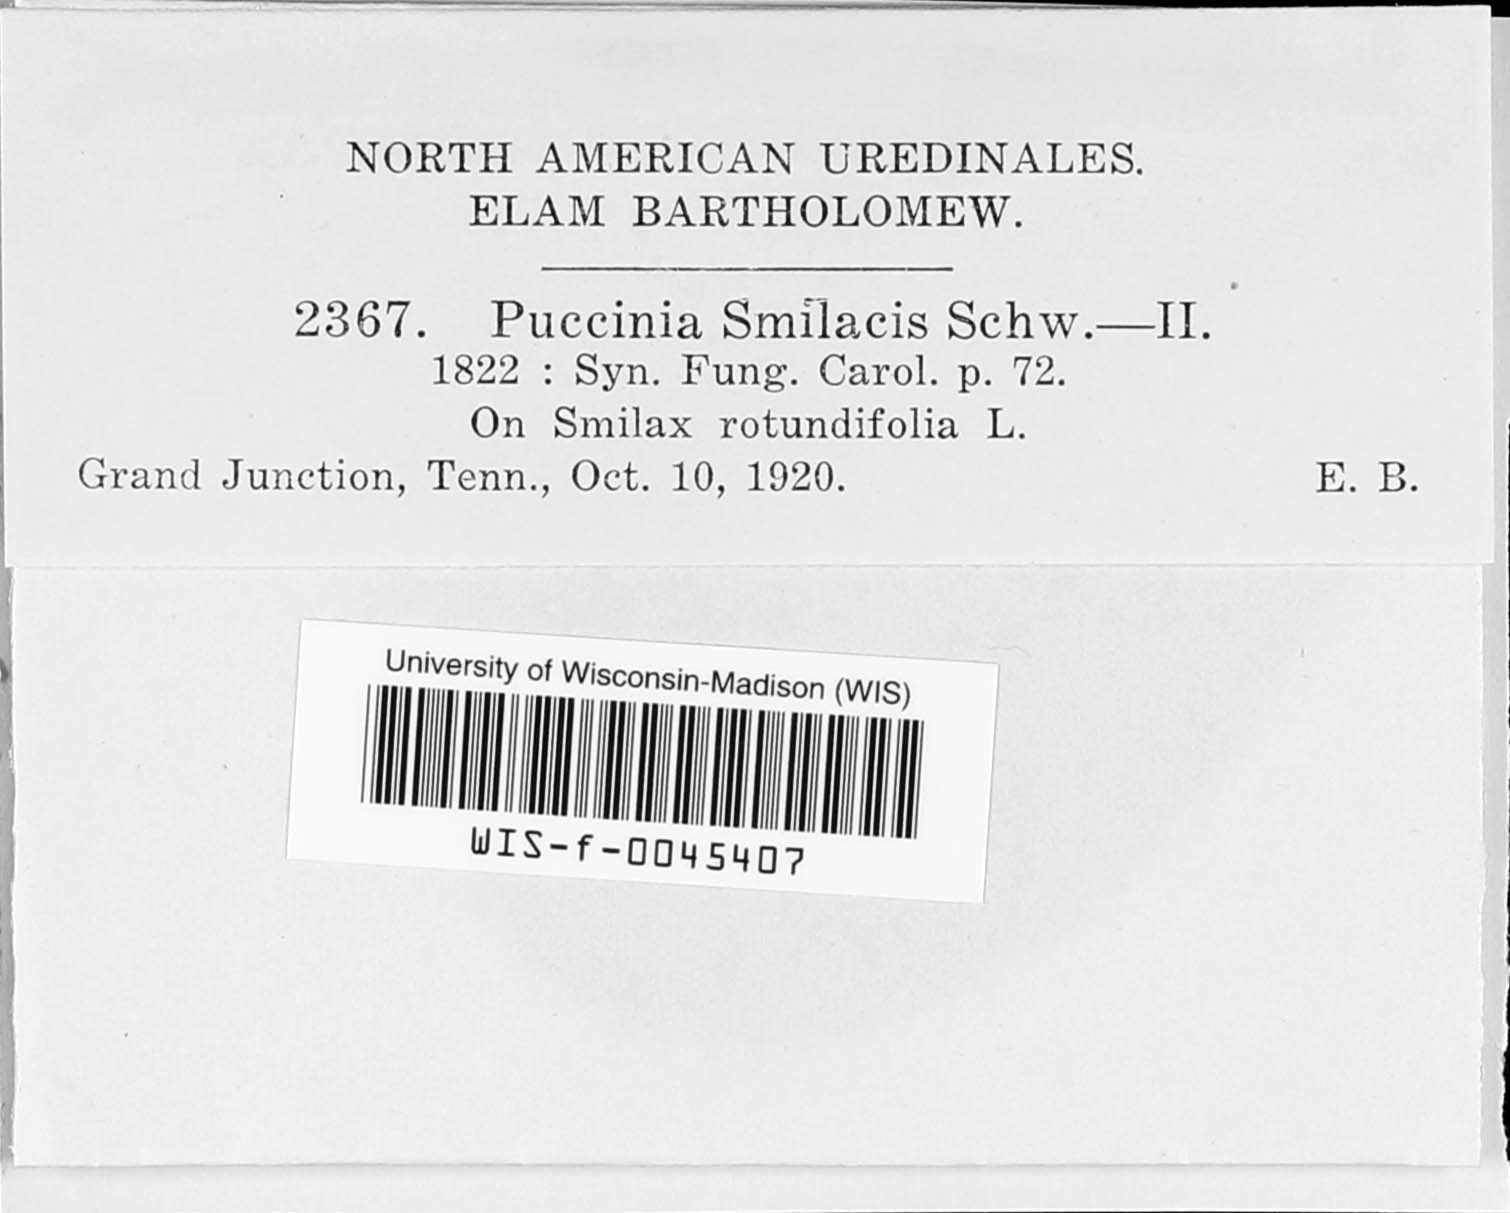 NORTH AMERICAN UREDINALES.
ELAM BARTHOLOMEW.
2367. Puccinia Smilacis Schw.—II.
1822 : Syn. Fung. Carol. p. 72.
On Smilax rotundifolia L.
Grand Junction, Tenn., Oct. 10, 1920. E. B.
University of Wisconsin-Madison (WIS)
WIS-f-0045407